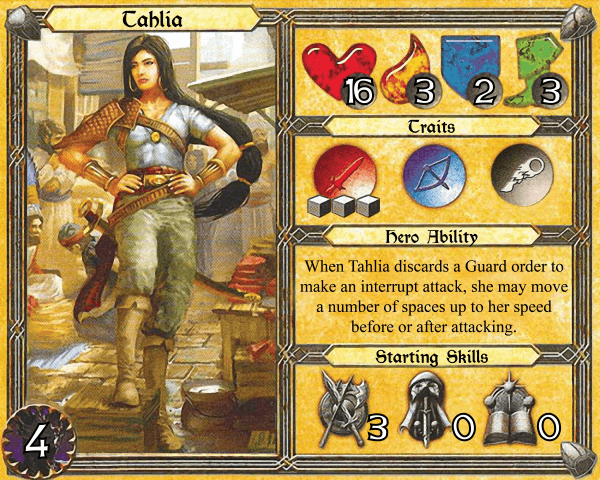 Tahlia
16 3 2 3
Traits
Hero Ability
When Tahlia discards a Guard order to
make an interrupt attack, she may move
a number of spaces up to her speed
before or after attacking.
Starting Skills
3 0 0
4